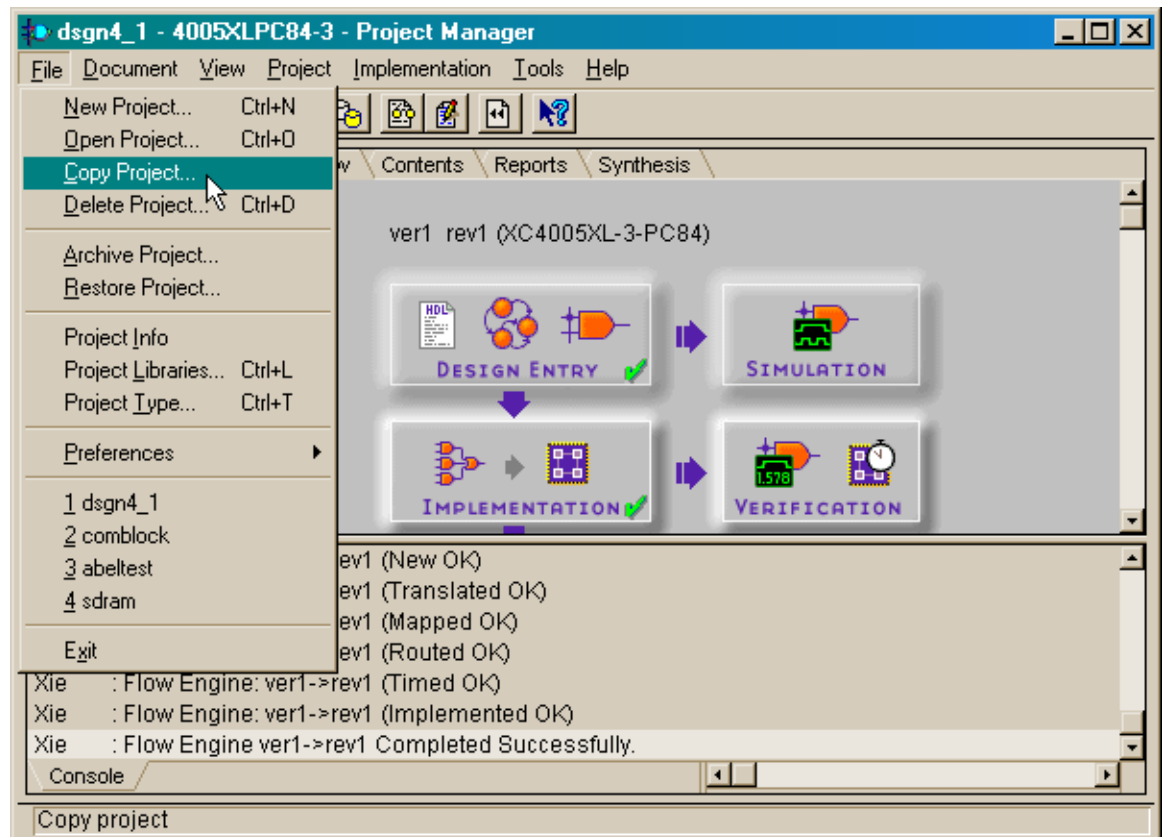 dsgn4_1 - 4005XLPC84-3 - Project Manager
File Document View Project Implementation Tools Help
New Project... Ctrl+N
Open Project... Ctrl+O
Copy Project...
Delete Project... Ctrl+D
Archive Project...
Restore Project...
Project Info
Project Libraries... Ctrl+L
Project Type... Ctrl+T
Preferences
1 dsgn4_1
2 comblock
3 abeltest
4 sdram
Exit
Contents Reports Synthesis
ver1 rev1 (XC4005XL-3-PC84)
HDL
DESIGN ENTRY
SIMULATION
1.578
IMPLEMENTATION
VERIFICATION
ev1 (New OK)
ev1 (Translated OK)
ev1 (Mapped OK)
ev1 (Routed OK)
Xie : Flow Engine: ver1->rev1 (Timed OK)
Xie : Flow Engine: ver1->rev1 (Implemented OK)
Xie : Flow Engine ver1->rev1 Completed Successfully.
Console
Copy project